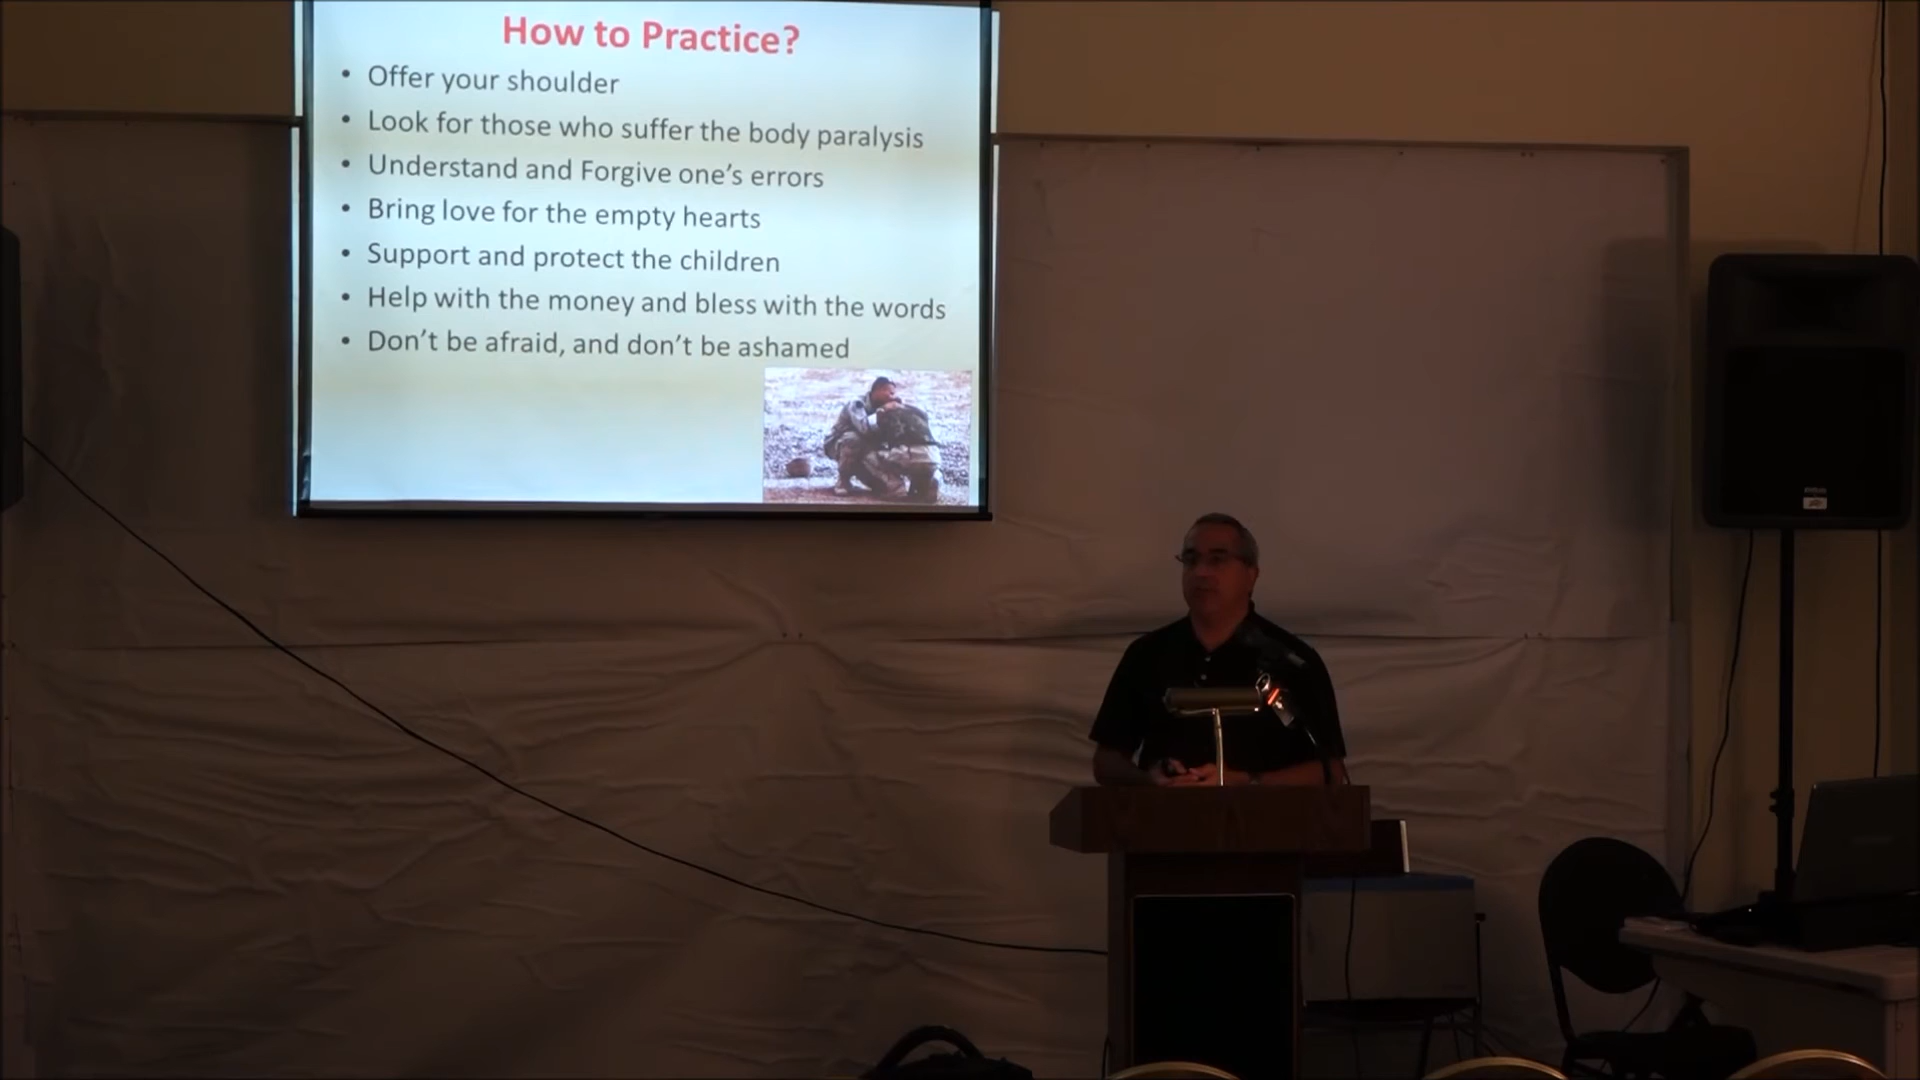 How to Practice?
• Offer your shoulder
• Look for those who suffer the body paralysis
• Understand and Forgive one's errors
• Bring love for the empty hearts
• Support and protect the children
• Help with the money and bless with the words
• Don't be afraid, and don't be ashamed